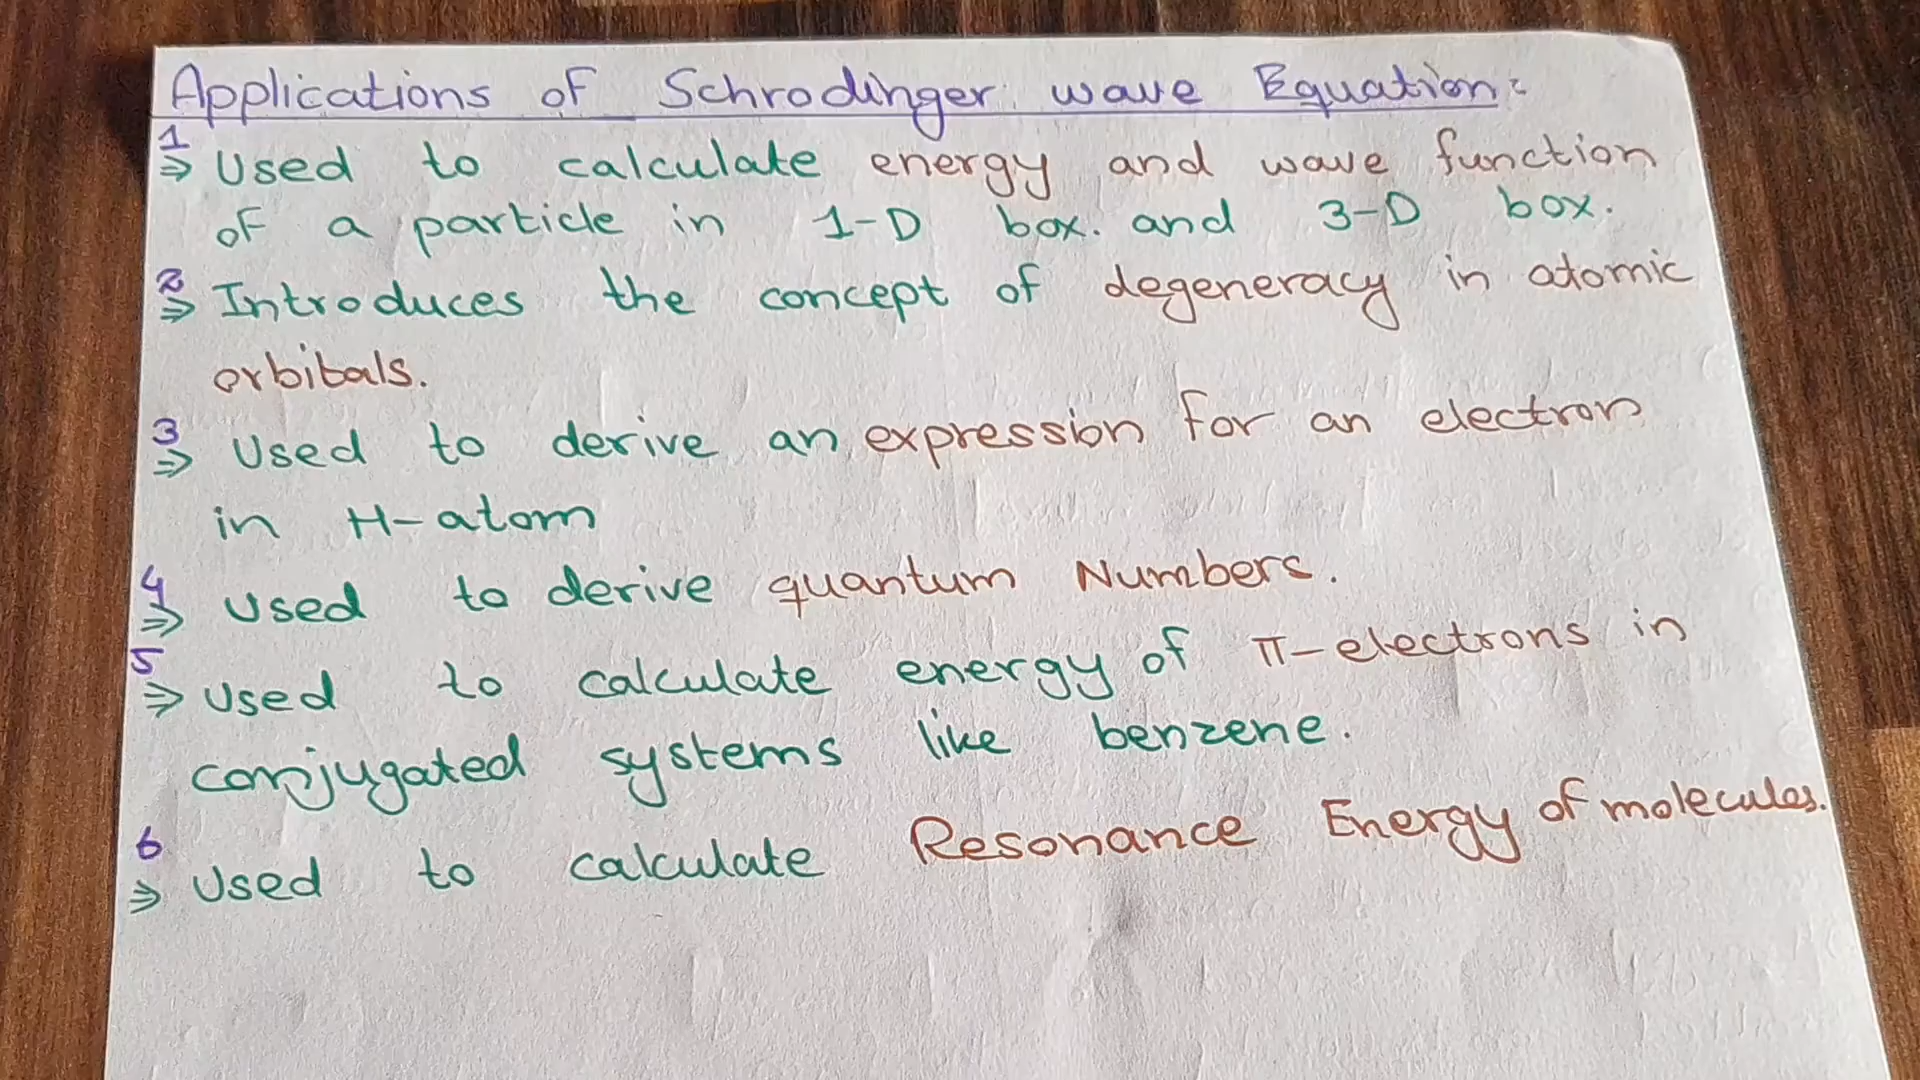 Applications of Schrodinger wave Equation:
1
⇒ Used to calculate energy and wave function
of a particle in 1-D box. and 3-D box.
2
⇒ Introduces the concept of degeneracy in atomic
orbitals.
3
⇒ Used to derive an expression for an electron
in H-atom
4
⇒ Used to derive quantum Numbers.
5
⇒ Used to calculate energy of π-electrons in
conjugated systems like benzene.
6
⇒ Used to calculate Resonance Energy of molecules.